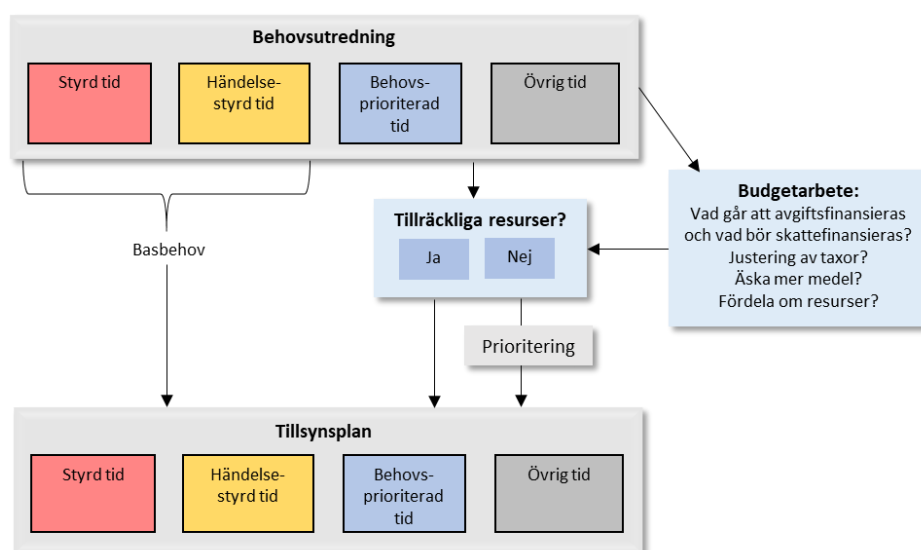 Behovsutredning
Styrd tid
Händelse-
styrd tid
Behovs-
prioriterad
tid
Övrig tid
Budgetarbete:
Vad går att avgiftsfinansieras
och vad bör skattefinansieras?
Justering av taxor?
Äska mer medel?
Fördela om resurser?
Tillräckliga resurser?
Ja
Nej
Basbehov
Prioritering
Tillsynsplan
Styrd tid
Händelse-
styrd tid
Behovs-
prioriterad
tid
Övrig tid